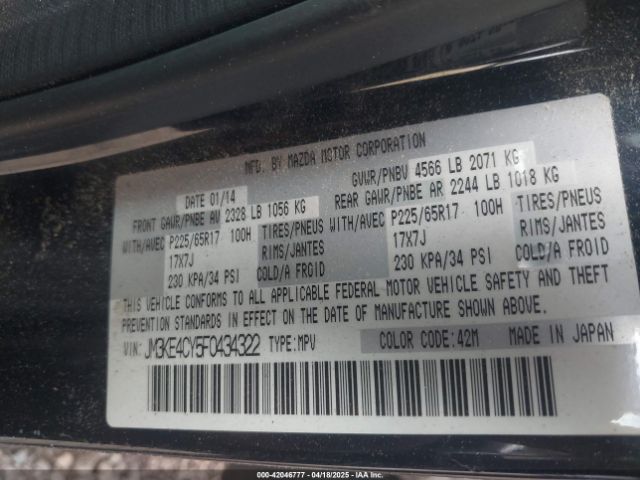 MFD. BY MAZDA MOTOR CORPORATION
DATE 01/14 GVWR/PNBV 4566 LB 2071 KG
FRONT GAWR/PNBE AV 2328 LB 1056 KG REAR GAWR/PNBE AR 2244 LB 1018 KG
WITH/AVEC P225/65R17 100H TIRES/PNEUS WITH/AVEC P225/65R17 100H TIRES/PNEUS
17X7J RIMS/JANTES 17X7J RIMS/JANTES
230 KPA/34 PSI COLD/A FROID 230 KPA/34 PSI COLD/A FROID
THIS VEHICLE CONFORMS TO ALL APPLICABLE FEDERAL MOTOR VEHICLE SAFETY AND THEFT
PREVENTION STANDARDS IN EFFECT ON THE DATE OF MANUFACTURE SHOWN ABOVE.
VIN: JM3KE4CY5F0434322 TYPE:MPV COLOR CODE:42M MADE IN JAPAN
000-42046777 - 04/18/2025 - IAAI.COM